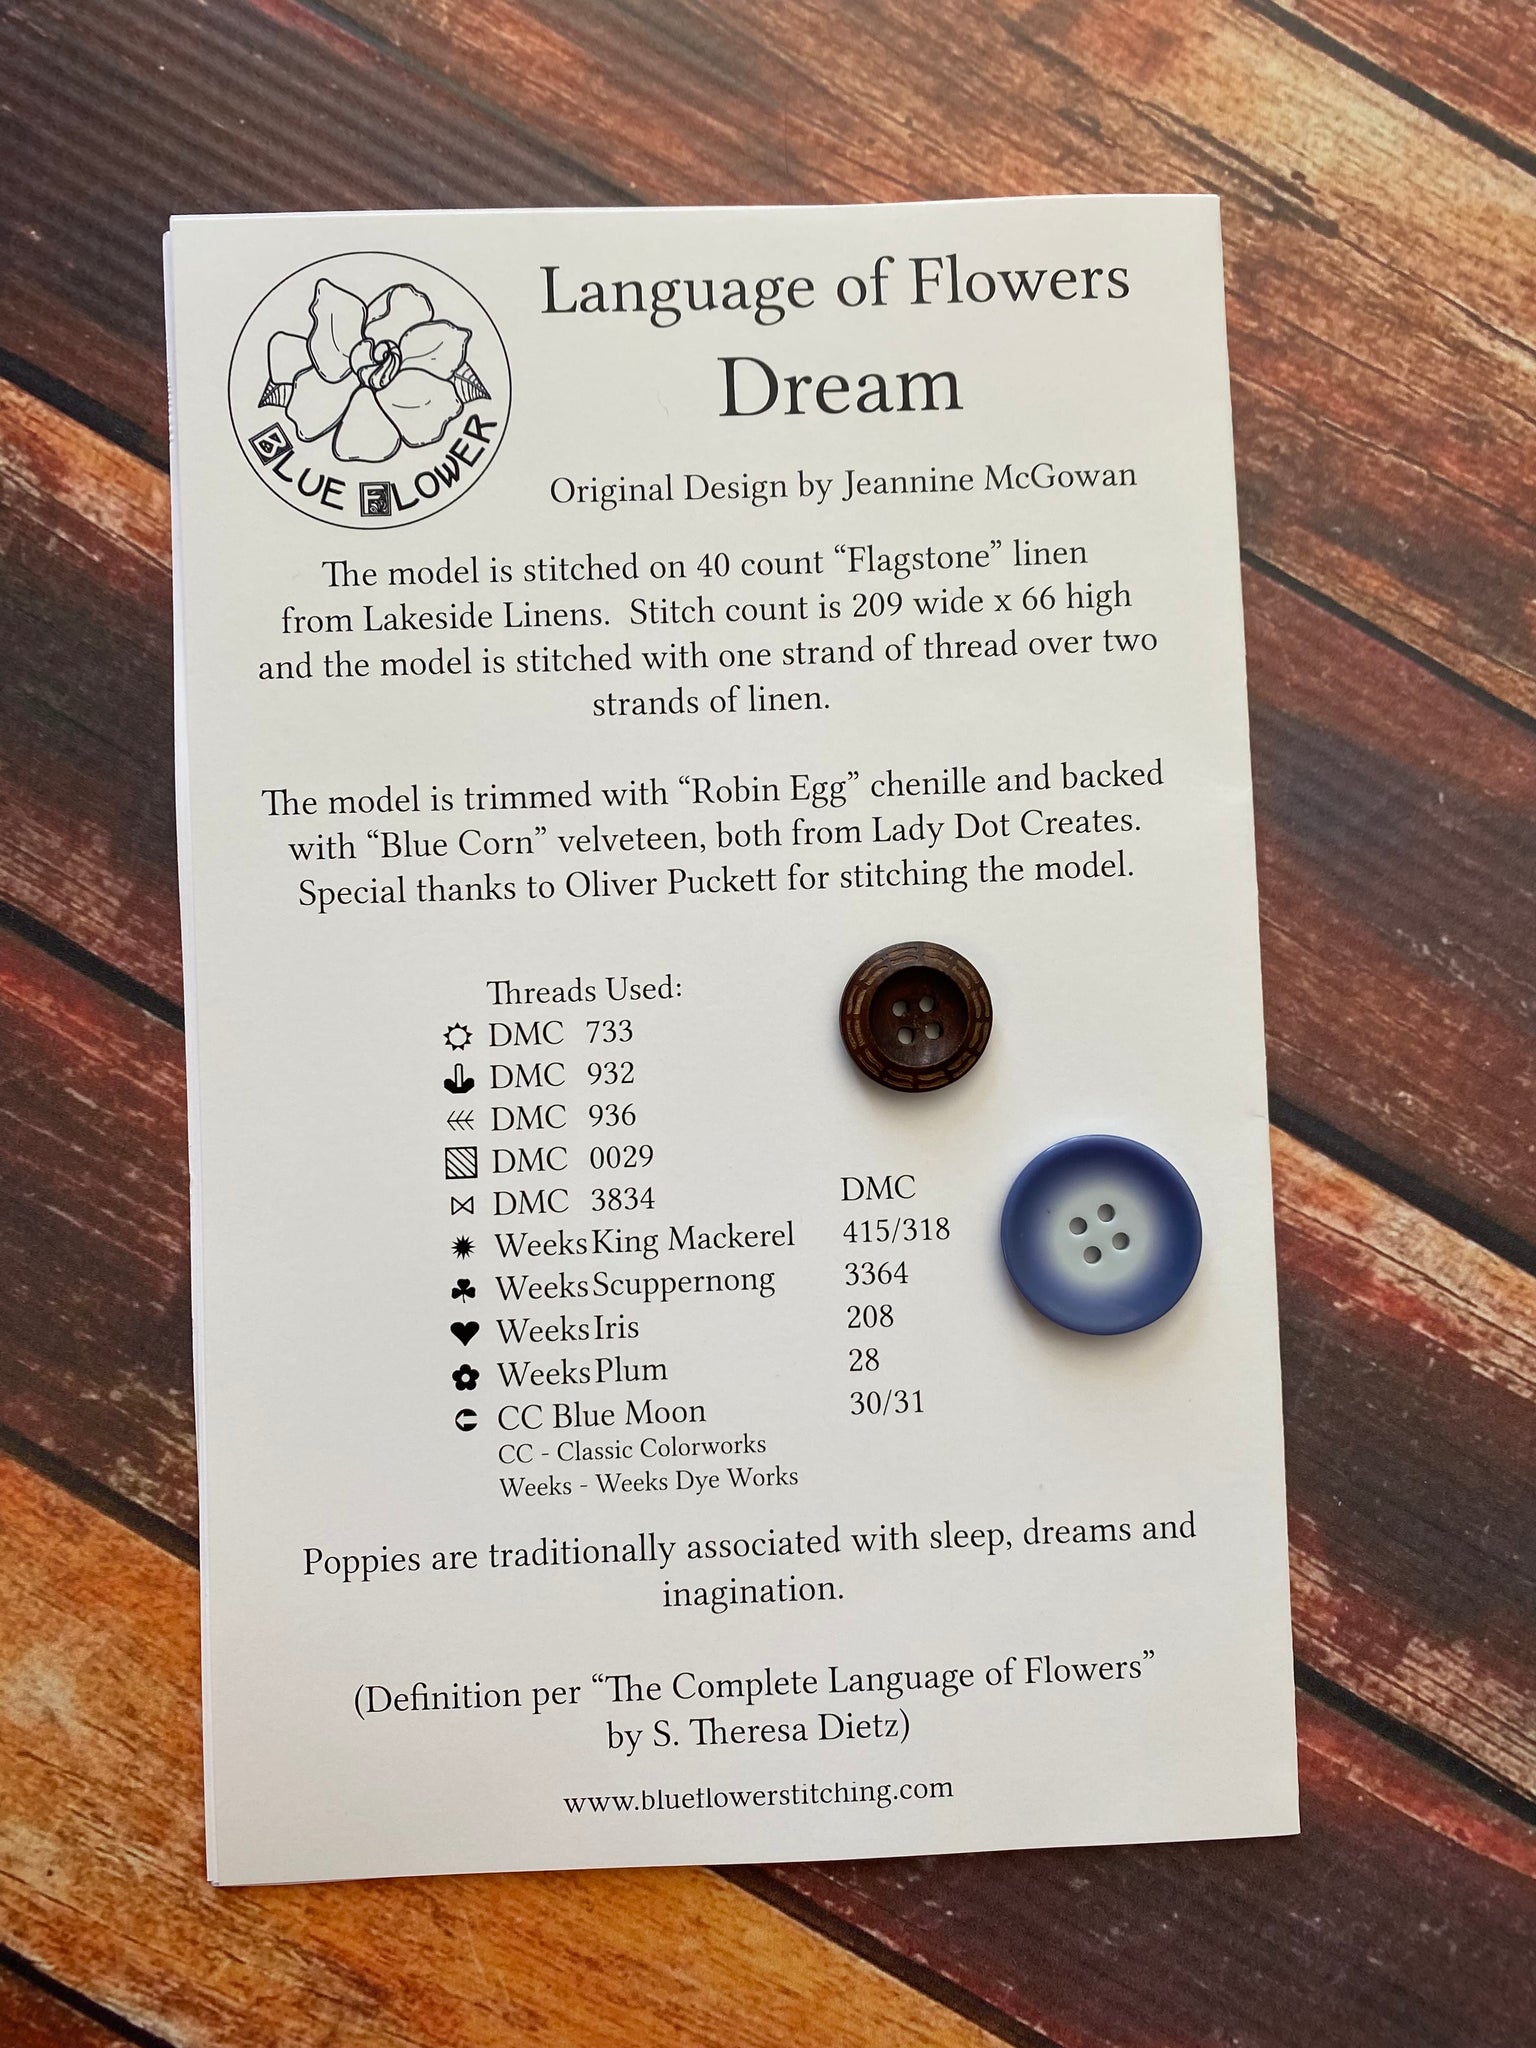 BLUE FLOWER
Language of Flowers
Dream
Original Design by Jeannine McGowan
The model is stitched on 40 count “Flagstone” linen
from Lakeside Linens. Stitch count is 209 wide x 66 high
and the model is stitched with one strand of thread over two
strands of linen.
The model is trimmed with “Robin Egg” chenille and backed
with “Blue Corn” velveteen, both from Lady Dot Creates.
Special thanks to Oliver Puckett for stitching the model.
Threads Used:
DMC 733
DMC 932
DMC 936
DMC 0029
DMC 3834 DMC
Weeks King Mackerel 415/318
Weeks Scuppernong 3364
Weeks Iris 208
Weeks Plum 28
CC Blue Moon 30/31
CC - Classic Colorworks
Weeks - Weeks Dye Works
Poppies are traditionally associated with sleep, dreams and
inagination.
(Definition per “The Complete Language of Flowers”
by S. Theresa Dietz)
www.blueflowerstitching.com